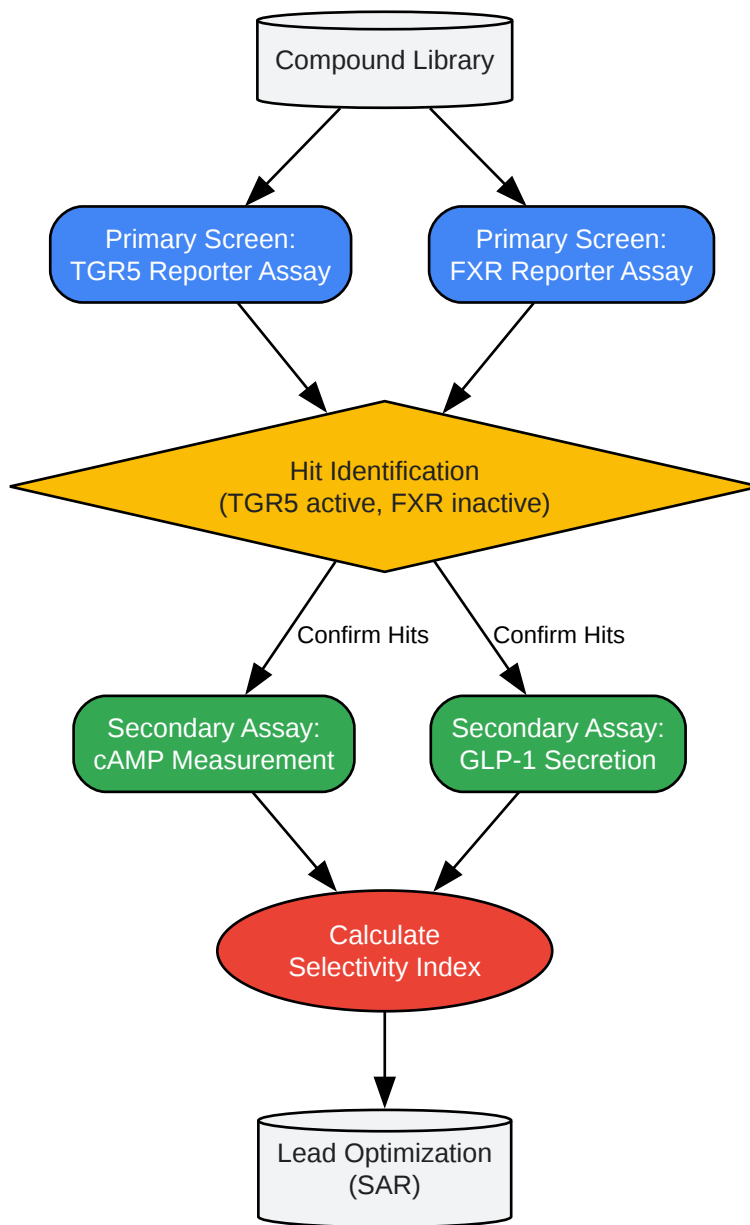 Compound Library
Primary Screen:
TGR5 Reporter Assay
Primary Screen:
FXR Reporter Assay
Hit Identification
(TGR5 active, FXR inactive)
Confirm Hits
Confirm Hits
Secondary Assay:
cAMP Measurement
Secondary Assay:
GLP-1 Secretion
Calculate
Selectivity Index
Lead Optimization
(SAR)